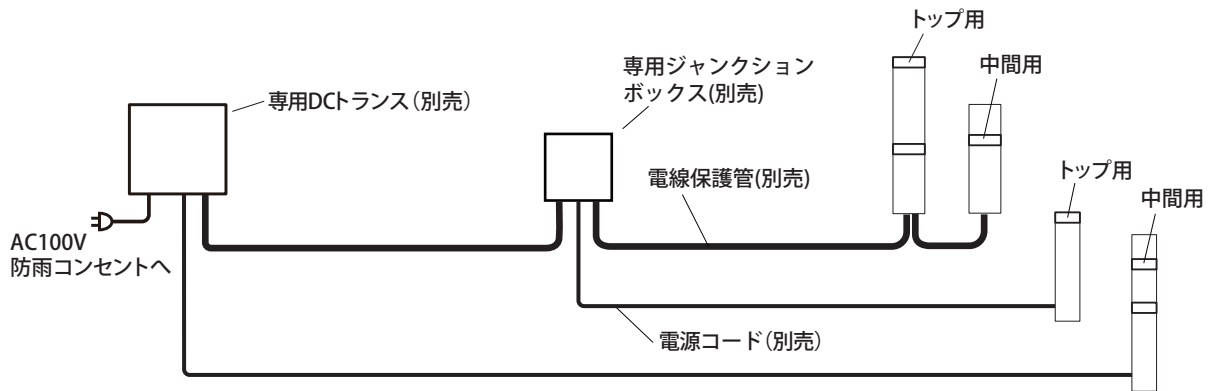 トップ用
中間用
専用ジャンクション
ボックス(別売)
専用DCトランス(別売)
電線保護管(別売)
トップ用
中間用
AC100V
防雨コンセントへ
電源コード(別売)